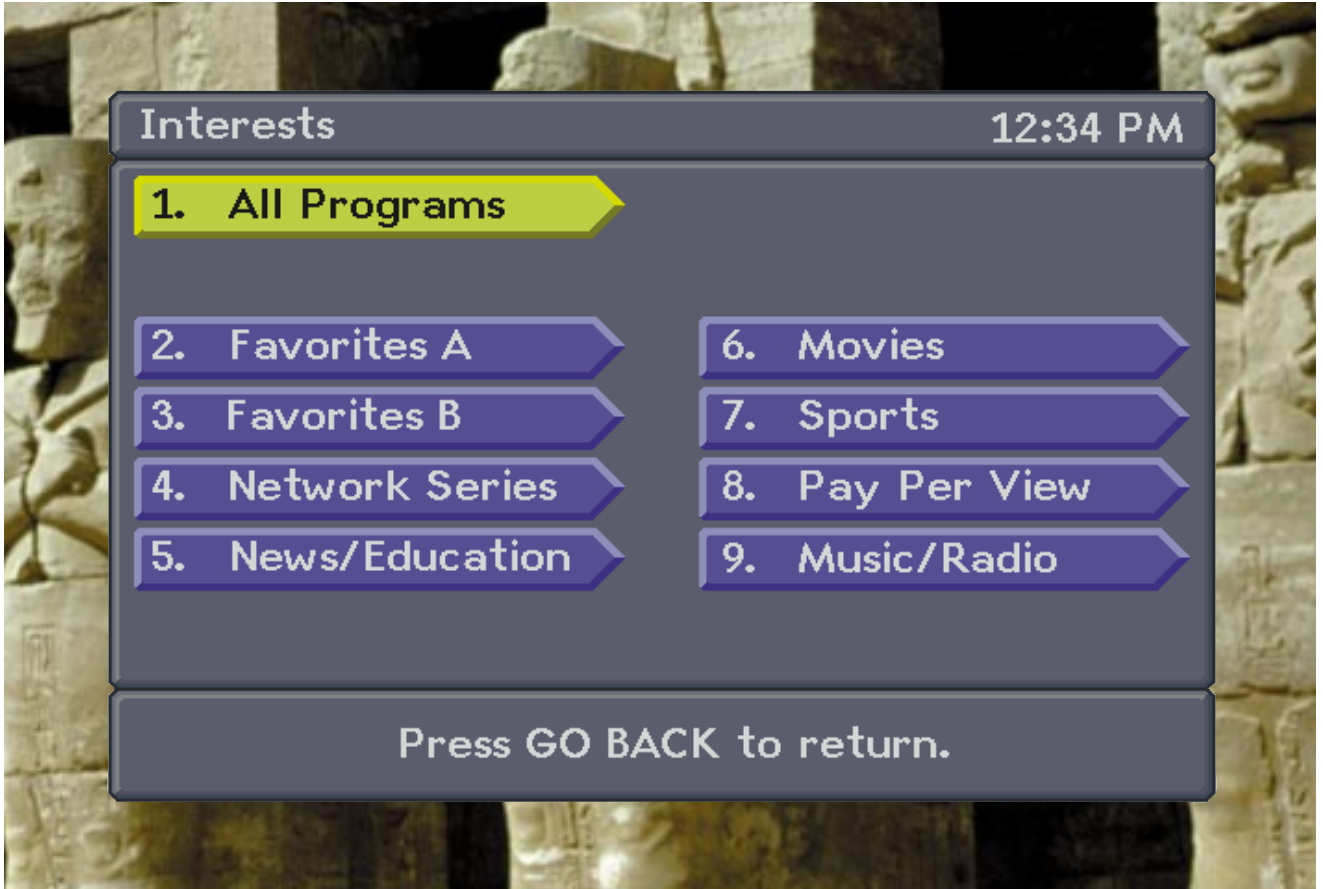 Interests
12:34 PM
1. All Programs
2. Favorites A
3. Favorites B
4. Network Series
5. News/Education
6. Movies
7. Sports
8. Pay Per View
9. Music/Radio
Press GO BACK to return.